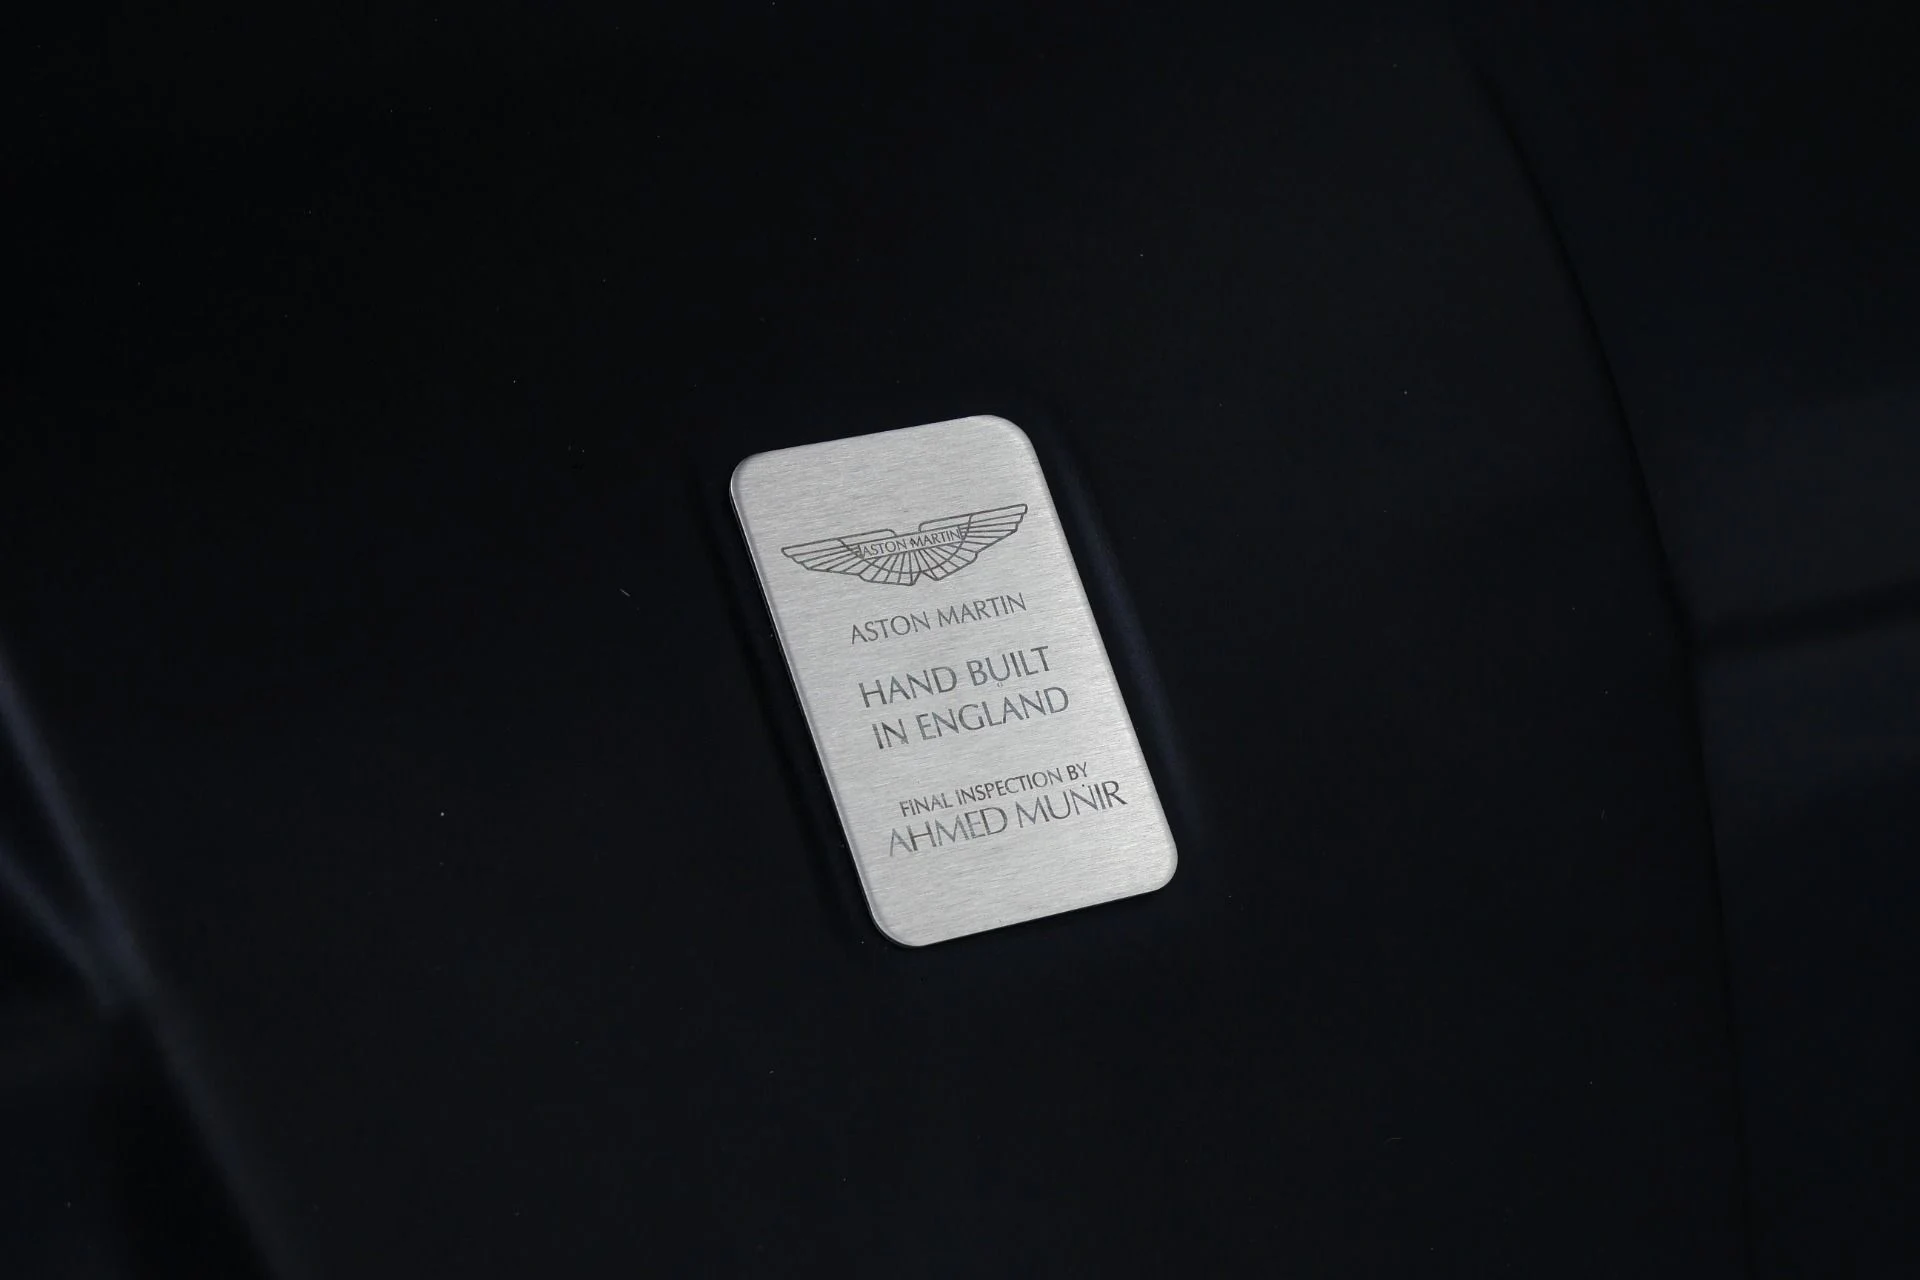 ASTON MARTIN
ASTON MARTIN
HAND BUILT
IN ENGLAND
FINAL INSPECTION BY
AHMED MUNIR